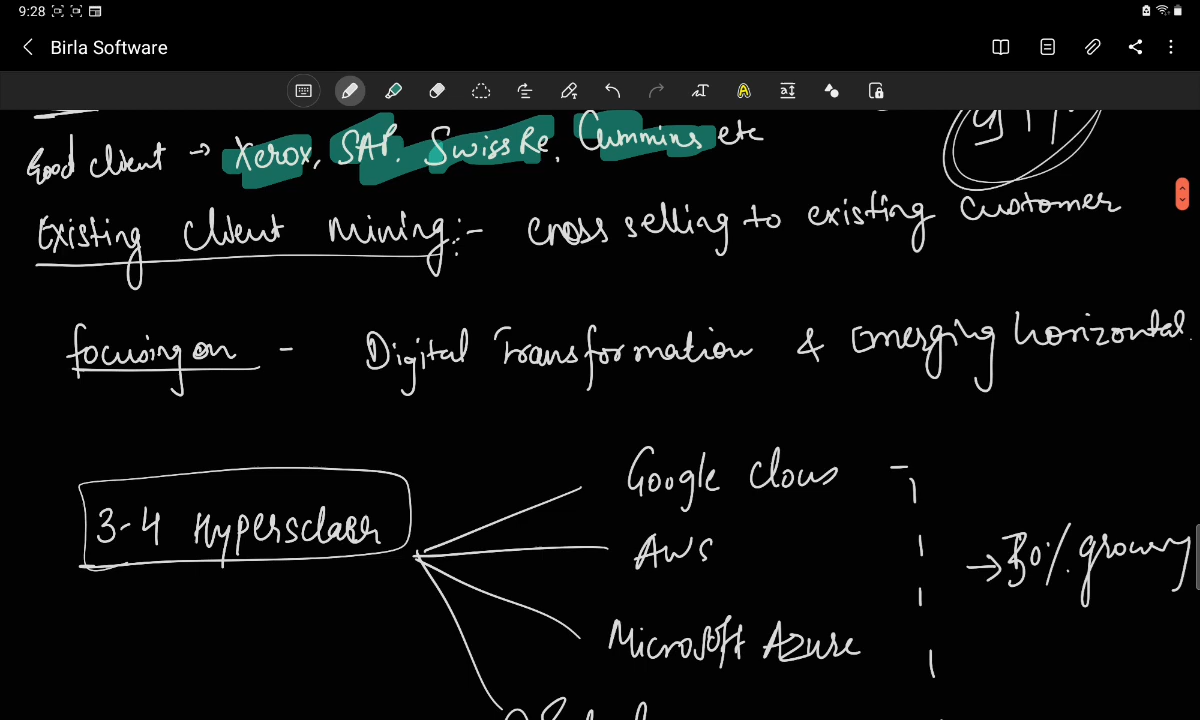 9:28
Birla Software
Good client → Xerox, SAP, Swiss Re, Cummins etc
Existing Client Mining :- cross selling to existing customer
focusing on - Digital Transformation & Emerging horizontal.
3-4 Hypersclaser
Google Clous
AWS
Microsoft Azure
→ 30% growing